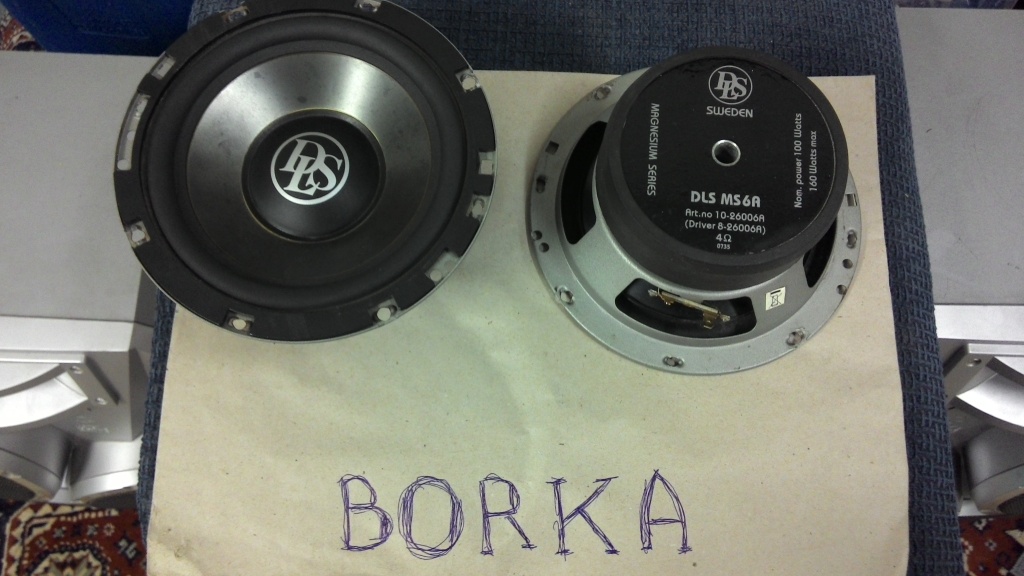 DLS
DLS
SWEDEN
MAGNESIUM SERIES
Nom. power 100 Watts
160 Watts max
DLS MS6A
Art.no 10-26006A
(Driver 8-26006A)
4Ω
0735
BORKA